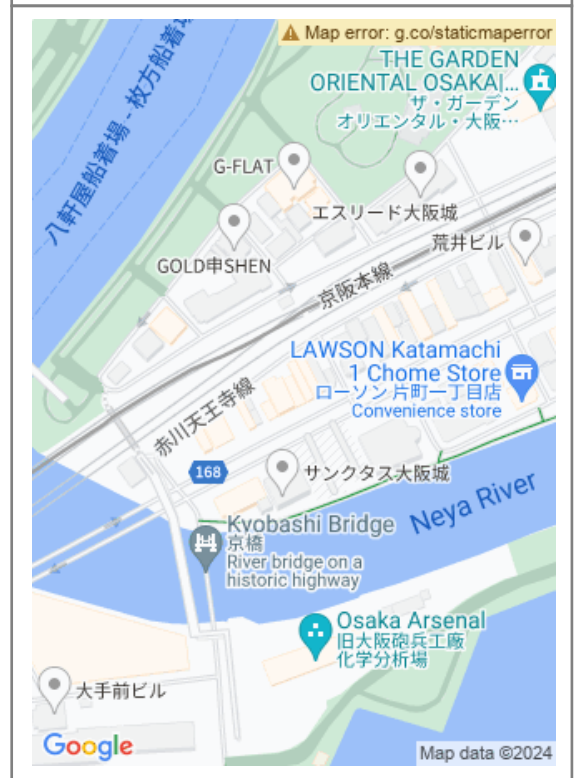 Map error: g.co/staticmaperror
THE GARDEN
ORIENTAL OSAKA|...
ザ・ガーデン
オリエンタル・大阪…
八軒屋船着場 - 枚方船着場
G-FLAT
エスリード大阪城
荒井ビル
GOLD申SHEN
京阪本線
LAWSON Katamachi
1 Chome Store
ローソン 片町一丁目店
Convenience store
赤川天王寺線
168
サンクタス大阪城
Neya River
Kyobashi Bridge
京橋
River bridge on a
historic highway
Osaka Arsenal
旧大阪砲兵工廠
化学分析場
大手前ビル
Google
Map data ©2024